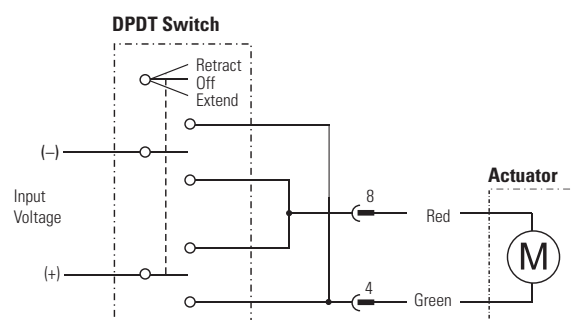 DPDT Switch
Retract
Off
Extend
(–)
Input
Voltage
(+)
8
Red
4
Green
Actuator
M